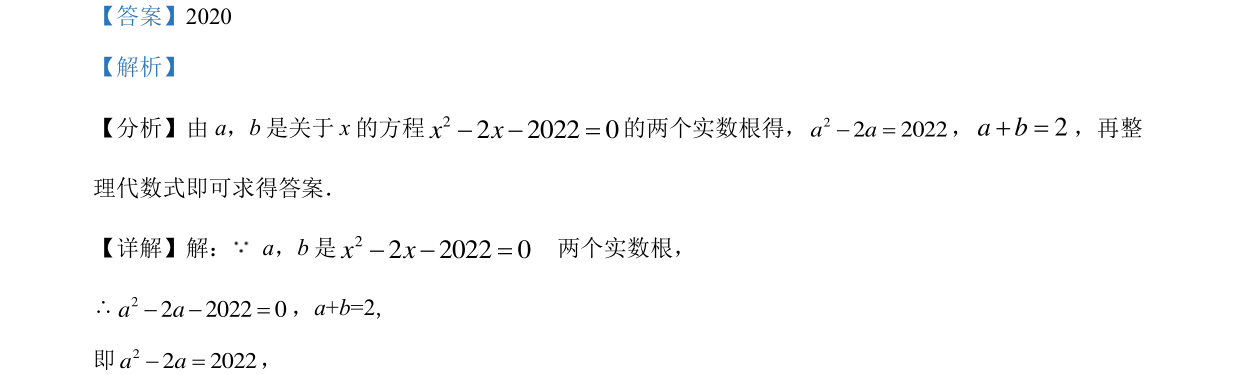 【答案】2020
【解析】
【分析】由 a，b 是关于 x 的方程 x² − 2x − 2022 = 0 的两个实数根得，a² − 2a = 2022，a + b = 2，再整
理代数式即可求得答案．
【详解】解：∵ a，b 是 x² − 2x − 2022 = 0 两个实数根，
∴ a² − 2a − 2022 = 0，a+b=2,
即 a² − 2a = 2022，